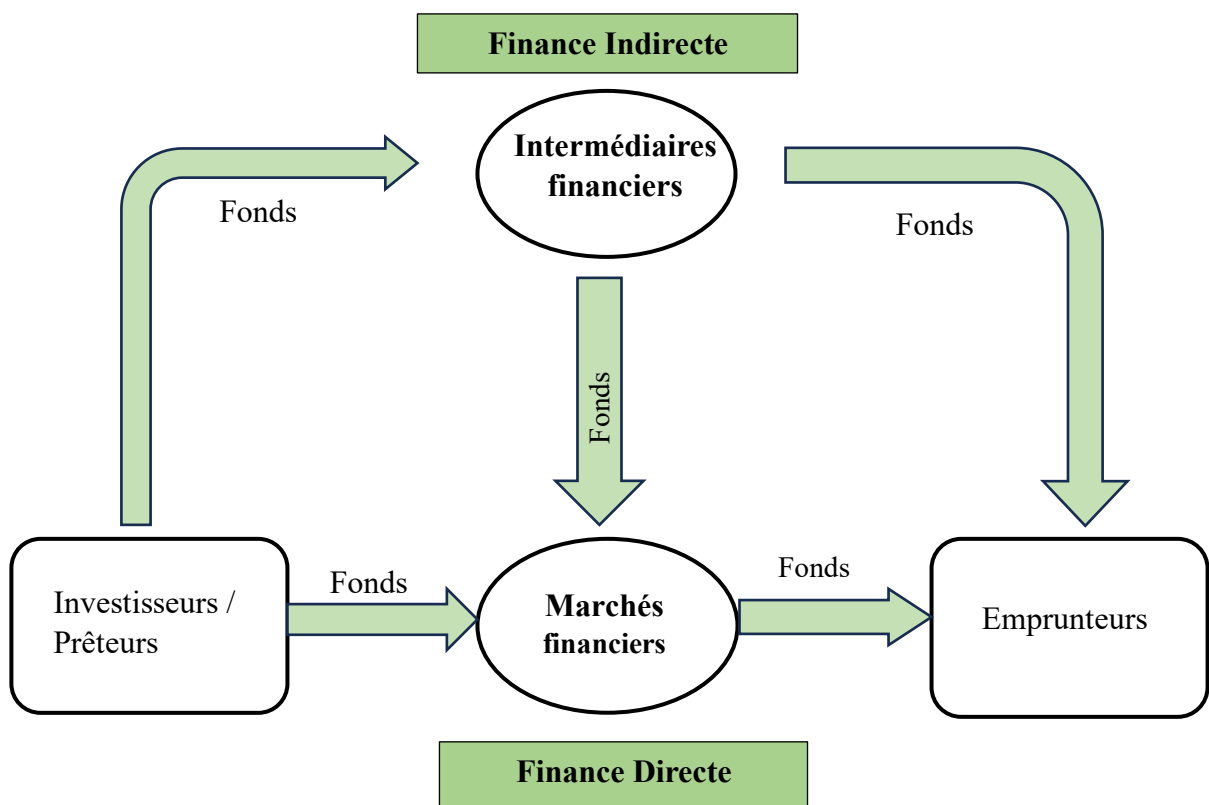 Finance Indirecte
Intermédiaires
financiers
Fonds
Fonds
Fonds
Investisseurs /
Prêteurs
Fonds
Marchés
financiers
Fonds
Emprunteurs
Finance Directe